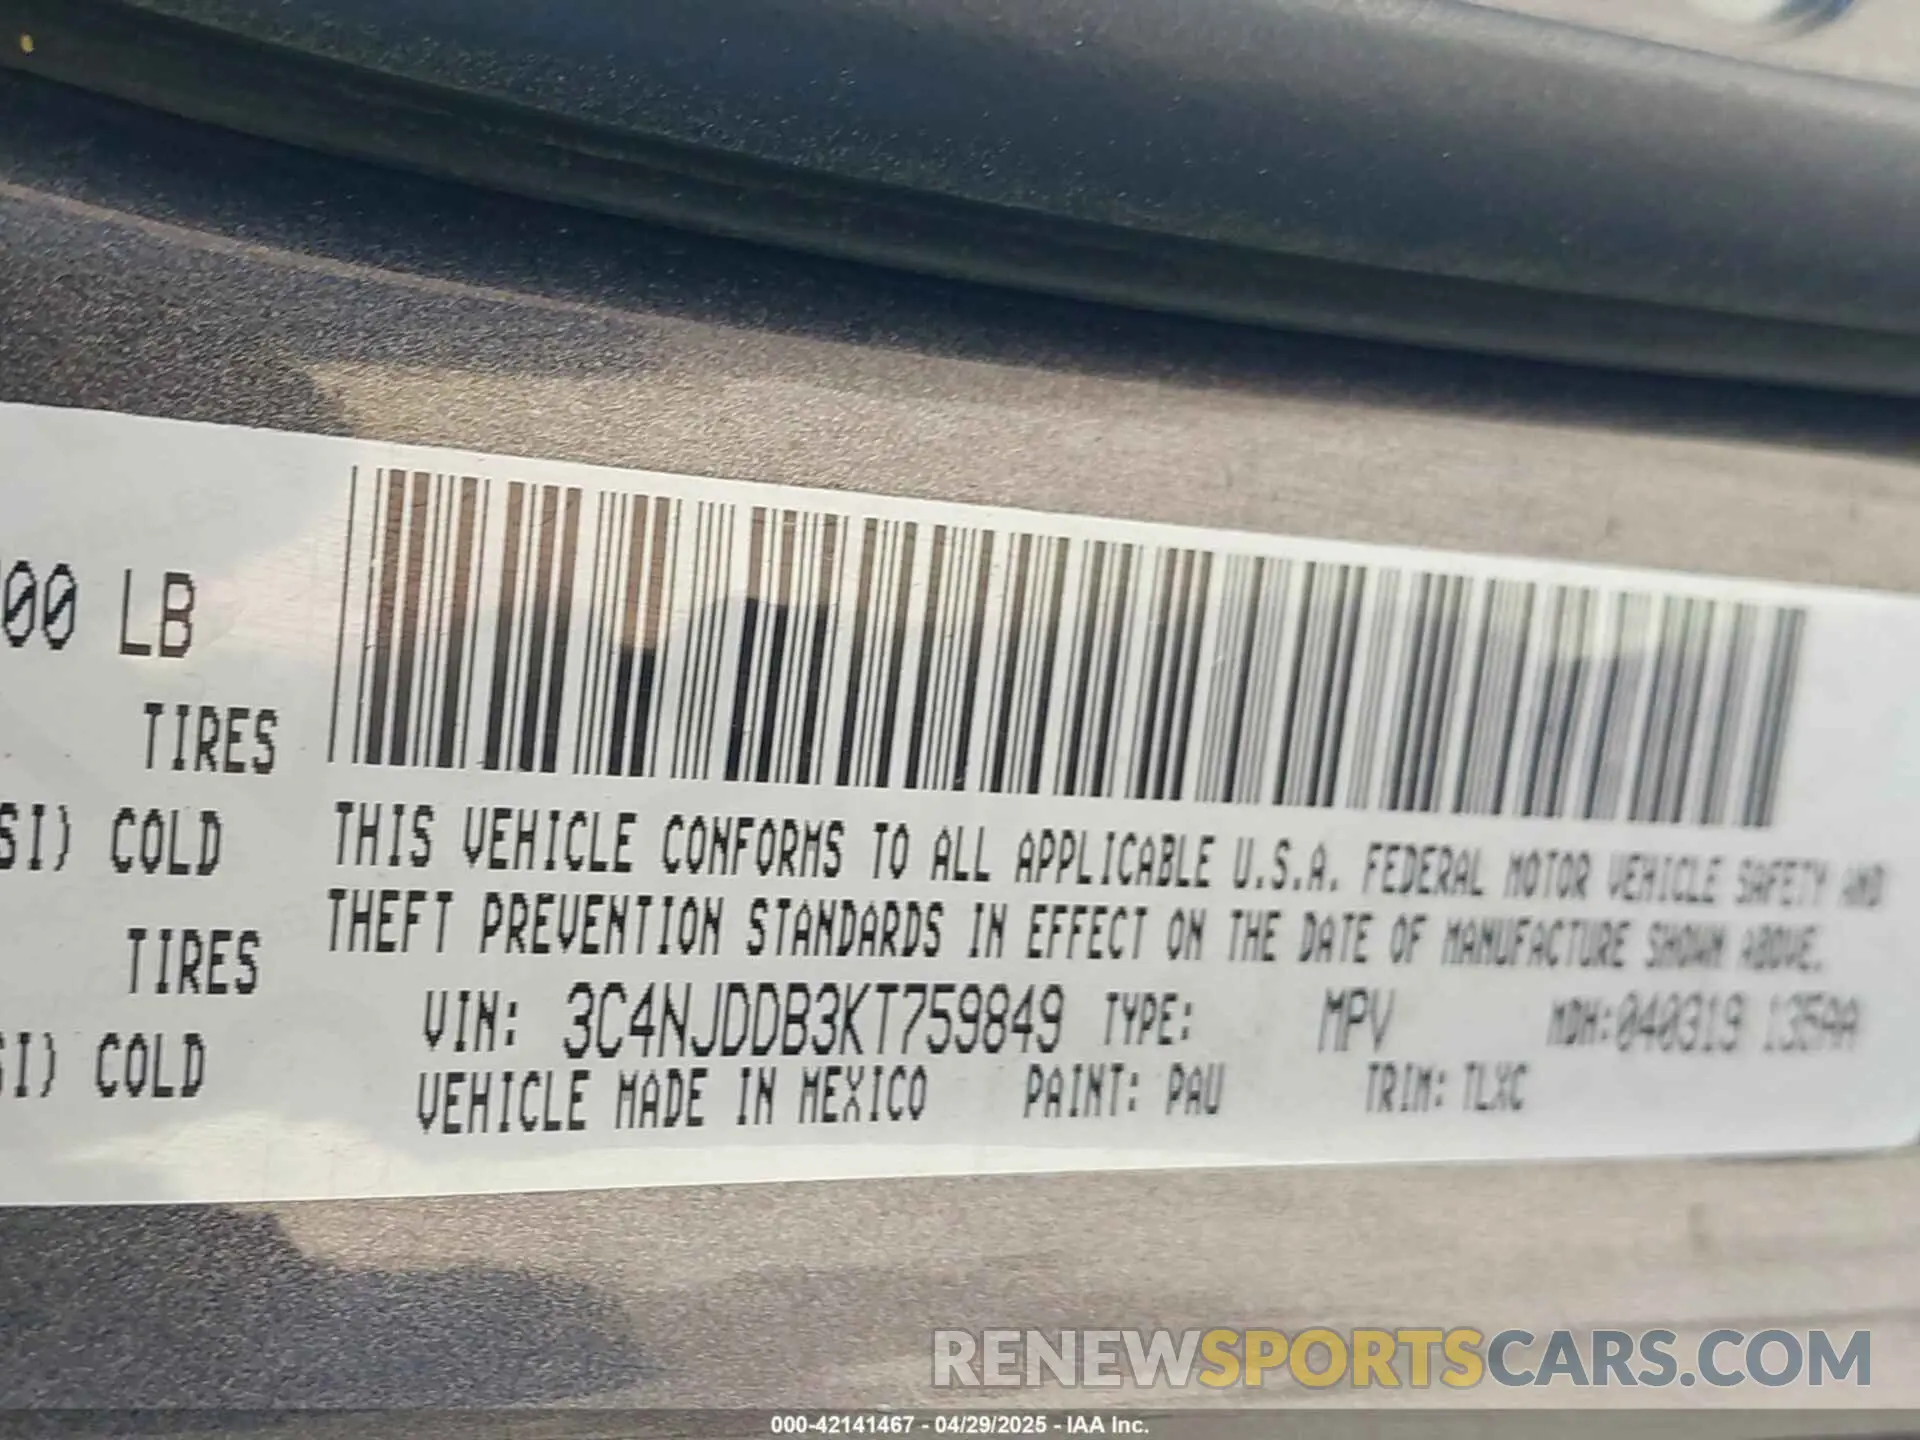 00 LB
TIRES
SI) COLD
TIRES
SI) COLD
THIS VEHICLE CONFORMS TO ALL APPLICABLE U.S.A. FEDERAL MOTOR VEHICLE SAFETY AND
THEFT PREVENTION STANDARDS IN EFFECT ON THE DATE OF MANUFACTURE SHOWN ABOVE.
VIN: 3C4NJDDB3KT759849 TYPE: MPV MDH:040319 135AA
VEHICLE MADE IN MEXICO PAINT: PAU TRIM: TLXC
RENEWSPORTSCARS.COM
000-42141467 - 04/29/2025 - IAA Inc.